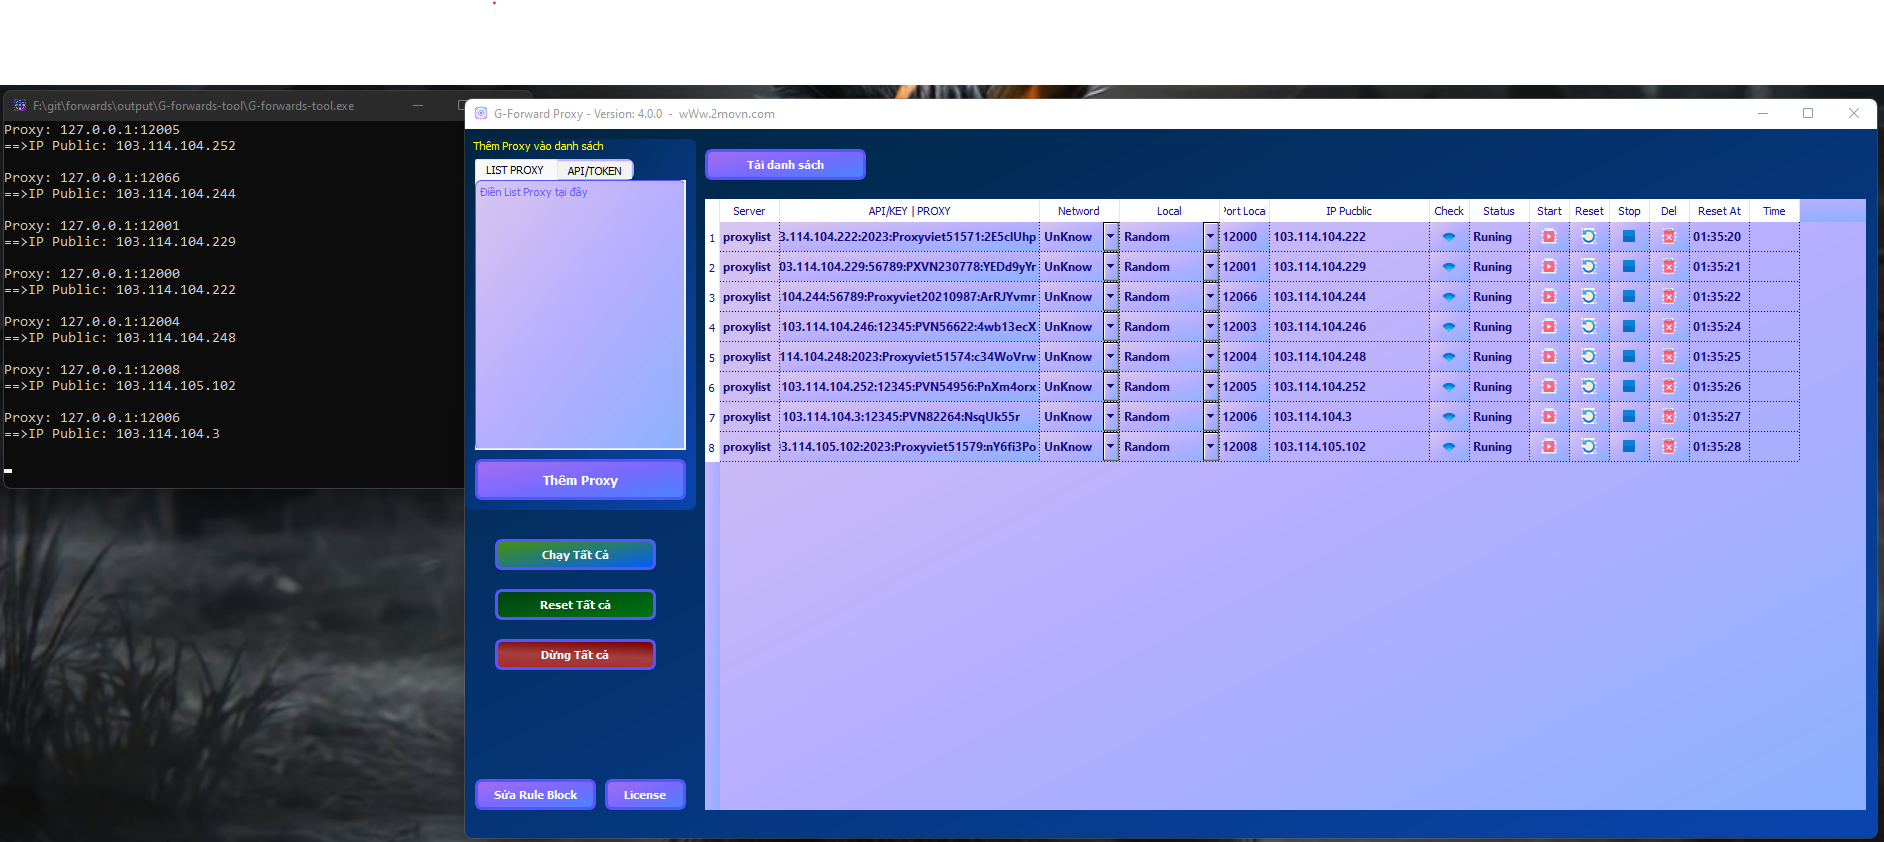 F:\git\forwards\output\G-forwards-tool\G-forwards-tool.exe
Proxy: 127.0.0.1:12005
==>IP Public: 103.114.104.252
Proxy: 127.0.0.1:12066
==>IP Public: 103.114.104.244
Proxy: 127.0.0.1:12001
==>IP Public: 103.114.104.229
Proxy: 127.0.0.1:12000
==>IP Public: 103.114.104.222
Proxy: 127.0.0.1:12004
==>IP Public: 103.114.104.248
Proxy: 127.0.0.1:12008
==>IP Public: 103.114.105.102
Proxy: 127.0.0.1:12006
==>IP Public: 103.114.104.3
G-Forward Proxy - Version: 4.0.0 - wWw.2movn.com
Thêm Proxy vào danh sách
LIST PROXY API/TOKEN
Điền List Proxy tại đây
Thêm Proxy
Chạy Tất Cả
Reset Tất cả
Dừng Tất cả
Sửa Rule Block License
Tải danh sách
Server API/KEY | PROXY Netword Local Port Local IP Pucblic Check Status Start Reset Stop Del Reset At Time
1 proxylist 3.114.104.222:2023:Proxyviet51571:2E5cIUhp UnKnow Random 12000 103.114.104.222 Runing 01:35:20
2 proxylist 03.114.104.229:56789:PXVN230778:YEDd9yYr UnKnow Random 12001 103.114.104.229 Runing 01:35:21
3 proxylist .104.244:56789:Proxyviet20210987:ArRJYvmr UnKnow Random 12066 103.114.104.244 Runing 01:35:22
4 proxylist 103.114.104.246:12345:PVN56622:4wb13ecX UnKnow Random 12003 103.114.104.246 Runing 01:35:24
5 proxylist 114.104.248:2023:Proxyviet51574:c34WoVrw UnKnow Random 12004 103.114.104.248 Runing 01:35:25
6 proxylist 103.114.104.252:12345:PVN54956:PnXm4orx UnKnow Random 12005 103.114.104.252 Runing 01:35:26
7 proxylist 103.114.104.3:12345:PVN82264:NsqUk55r UnKnow Random 12006 103.114.104.3 Runing 01:35:27
8 proxylist 3.114.105.102:2023:Proxyviet51579:nY6fi3Po UnKnow Random 12008 103.114.105.102 Runing 01:35:28